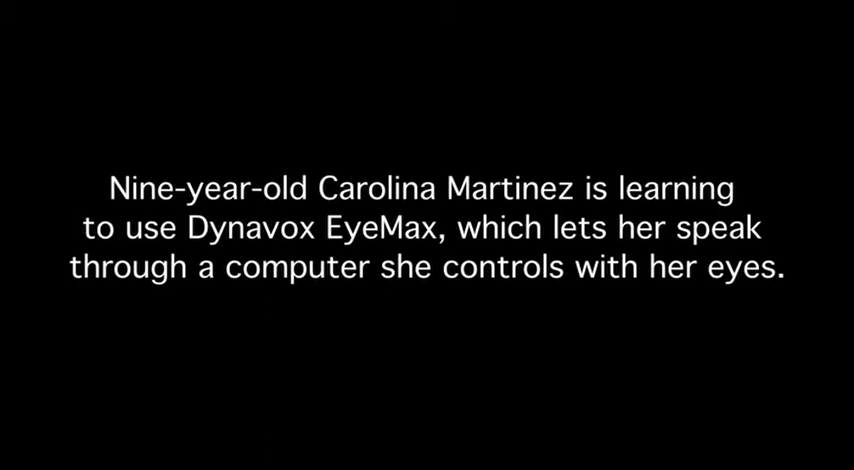 Nine-year-old Carolina Martinez is learning
to use Dynavox EyeMax, which lets her speak
through a computer she controls with her eyes.